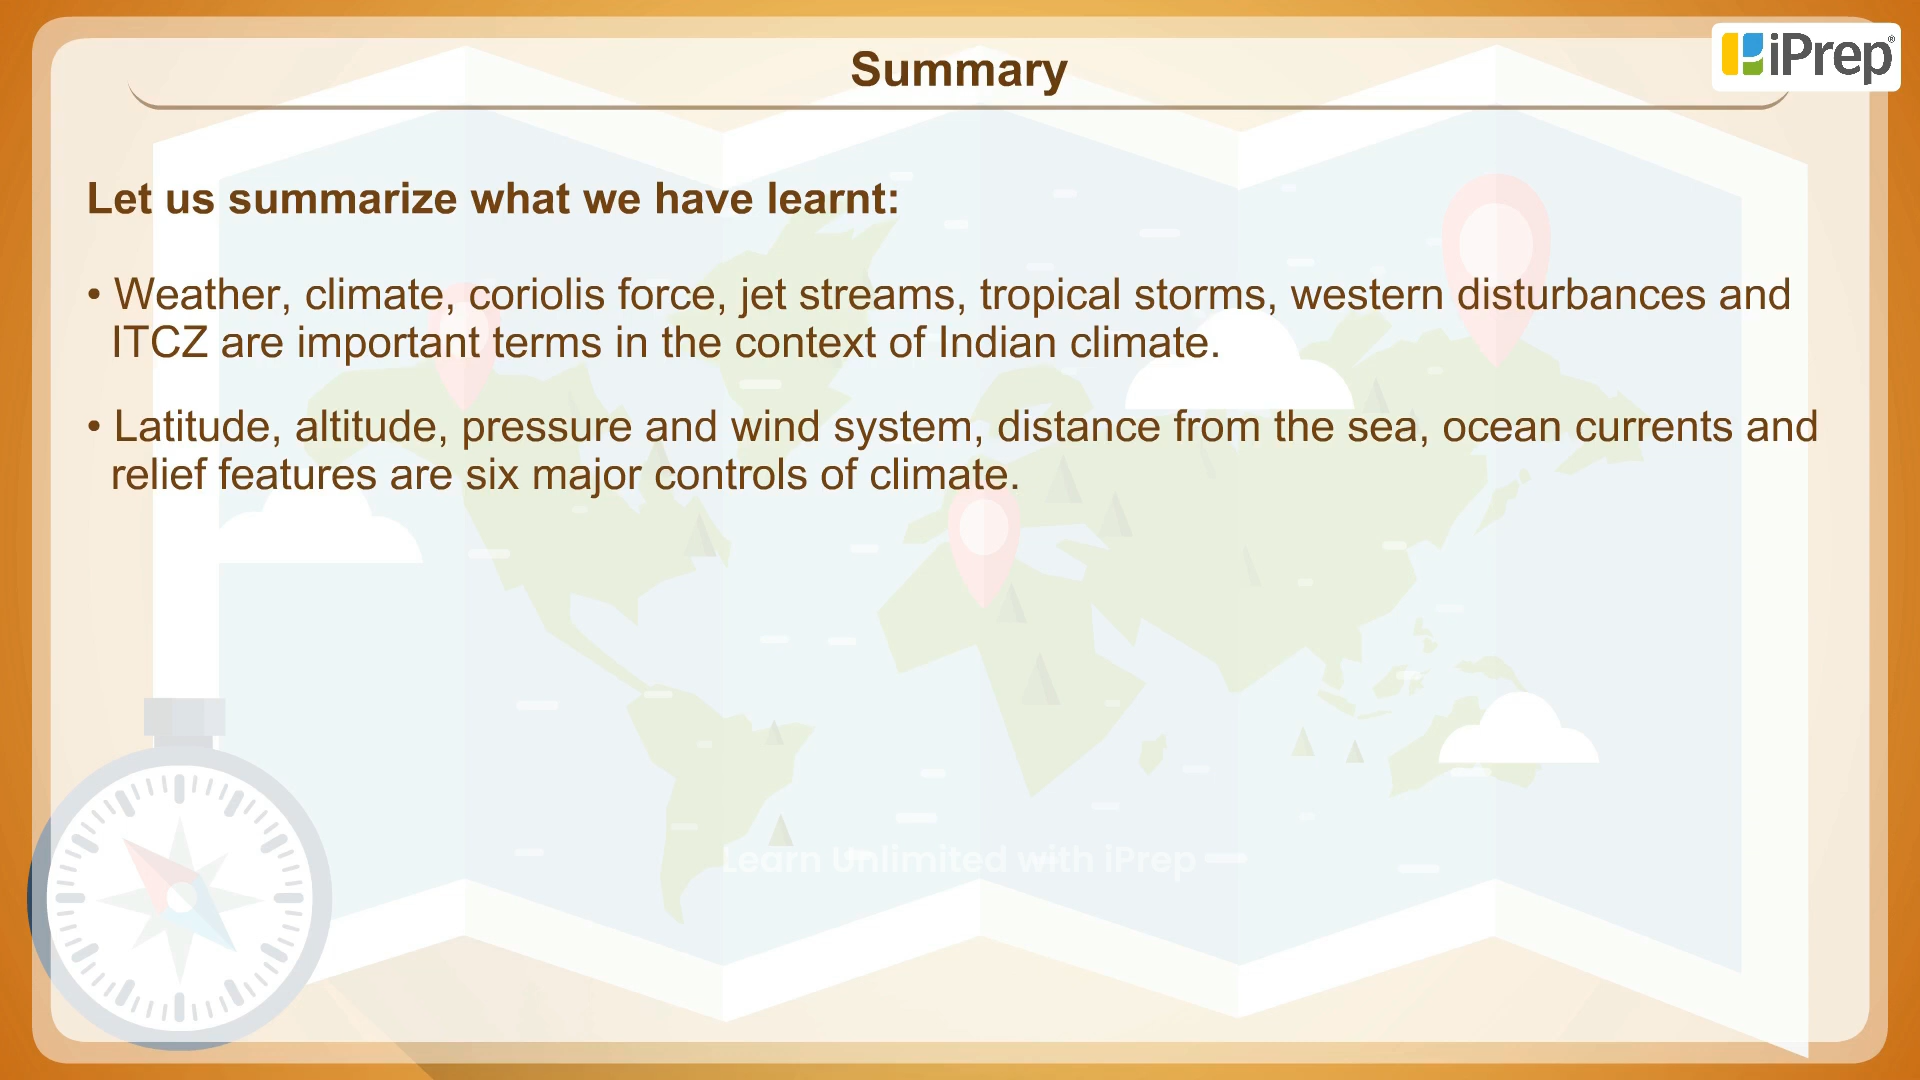 Summary
iPrep®
Let us summarize what we have learnt:
• Weather, climate, coriolis force, jet streams, tropical storms, western disturbances and
ITCZ are important terms in the context of Indian climate.
• Latitude, altitude, pressure and wind system, distance from the sea, ocean currents and
relief features are six major controls of climate.
Learn Unlimited with iPrep